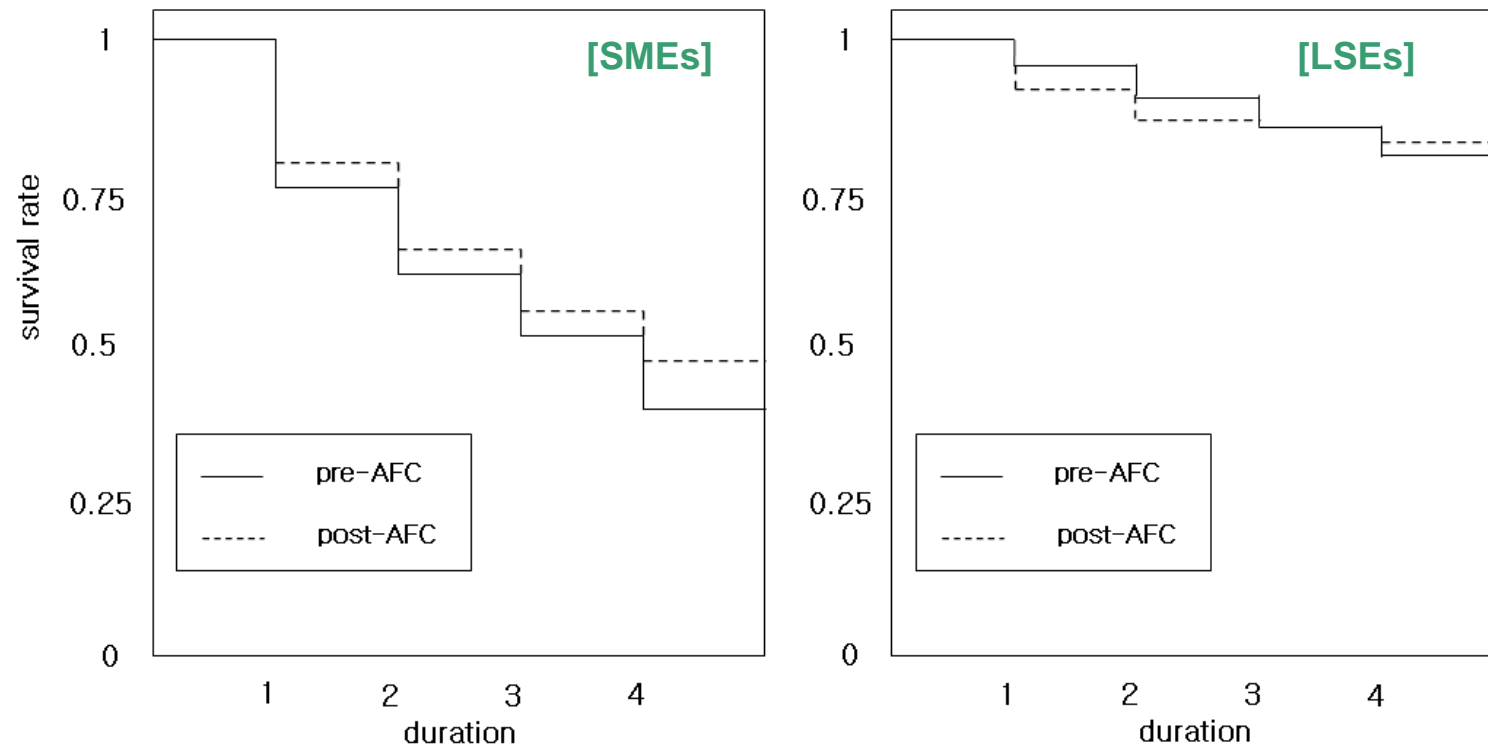 [SMEs]
survival rate
1
0.75
0.5
0.25
0
pre-AFC
post-AFC
1 2 3 4
duration
[LSEs]
1
0.75
0.5
0.25
0
pre-AFC
post-AFC
1 2 3 4
duration